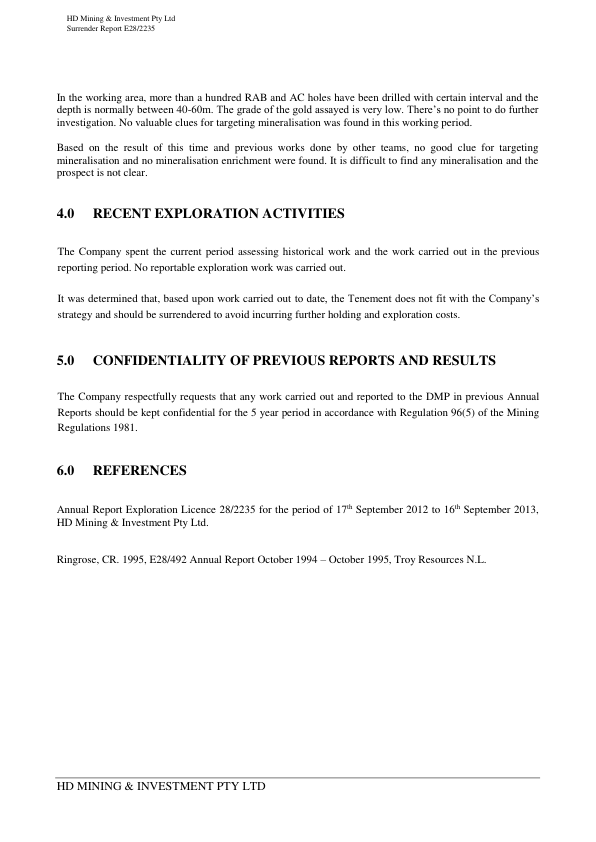 HD Mining & Investment Pty Ltd
Surrender Report E28/2235
In the working area, more than a hundred RAB and AC holes have been drilled with certain interval and the
depth is normally between 40-60m. The grade of the gold assayed is very low. There's no point to do further
investigation. No valuable clues for targeting mineralisation was found in this working period.
Based on the result of this time and previous works done by other teams, no good clue for targeting
mineralisation and no mineralisation enrichment were found. It is difficult to find any mineralisation and the
prospect is not clear.
4.0 RECENT EXPLORATION ACTIVITIES
The Company spent the current period assessing historical work and the work carried out in the previous
reporting period. No reportable exploration work was carried out.
It was determined that, based upon work carried out to date, the Tenement does not fit with the Company's
strategy and should be surrendered to avoid incurring further holding and exploration costs.
5.0 CONFIDENTIALITY OF PREVIOUS REPORTS AND RESULTS
The Company respectfully requests that any work carried out and reported to the DMP in previous Annual
Reports should be kept confidential for the 5 year period in accordance with Regulation 96(5) of the Mining
Regulations 1981.
6.0 REFERENCES
Annual Report Exploration Licence 28/2235 for the period of 17th September 2012 to 16th September 2013,
HD Mining & Investment Pty Ltd.
Ringrose, CR. 1995, E28/492 Annual Report October 1994 – October 1995, Troy Resources N.L.
HD MINING & INVESTMENT PTY LTD